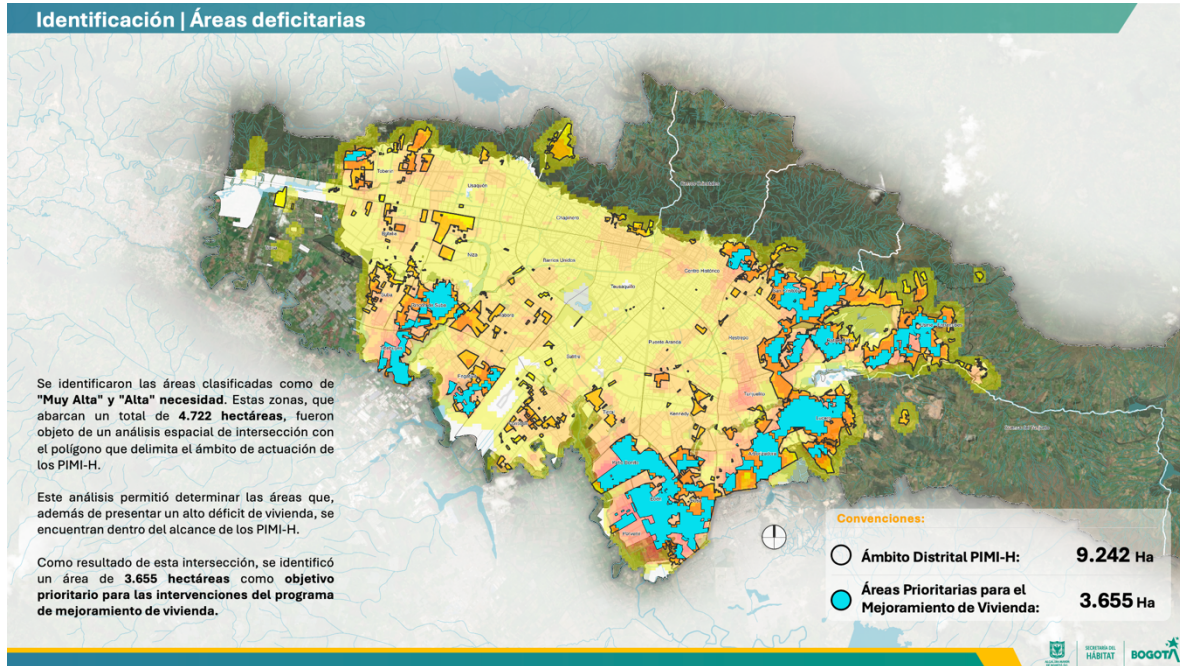 Identificación | Áreas deficitarias
Toberín
Usaquén
Chapinero
Cerros Orientales
Niza
Barrios Unidos
Teusaquillo
Centro Histórico
Suba
Salitre
Puente Aranda
Restrepo
Kennedy
Tunjuelito
Se identificaron las áreas clasificadas como de
"Muy Alta" y "Alta" necesidad. Estas zonas, que
abarcan un total de 4.722 hectáreas, fueron
objeto de un análisis espacial de intersección con
el polígono que delimita el ámbito de actuación de
los PIMI-H.
Este análisis permitió determinar las áreas que,
además de presentar un alto déficit de vivienda, se
encuentran dentro del alcance de los PIMI-H.
Como resultado de esta intersección, se identificó
un área de 3.655 hectáreas como objetivo
prioritario para las intervenciones del programa
de mejoramiento de vivienda.
Convenciones:
Ámbito Distrital PIMI-H: 9.242 Ha
Áreas Prioritarias para el
Mejoramiento de Vivienda: 3.655 Ha
SECRETARÍA DEL
HÁBITAT
BOGOTÁ